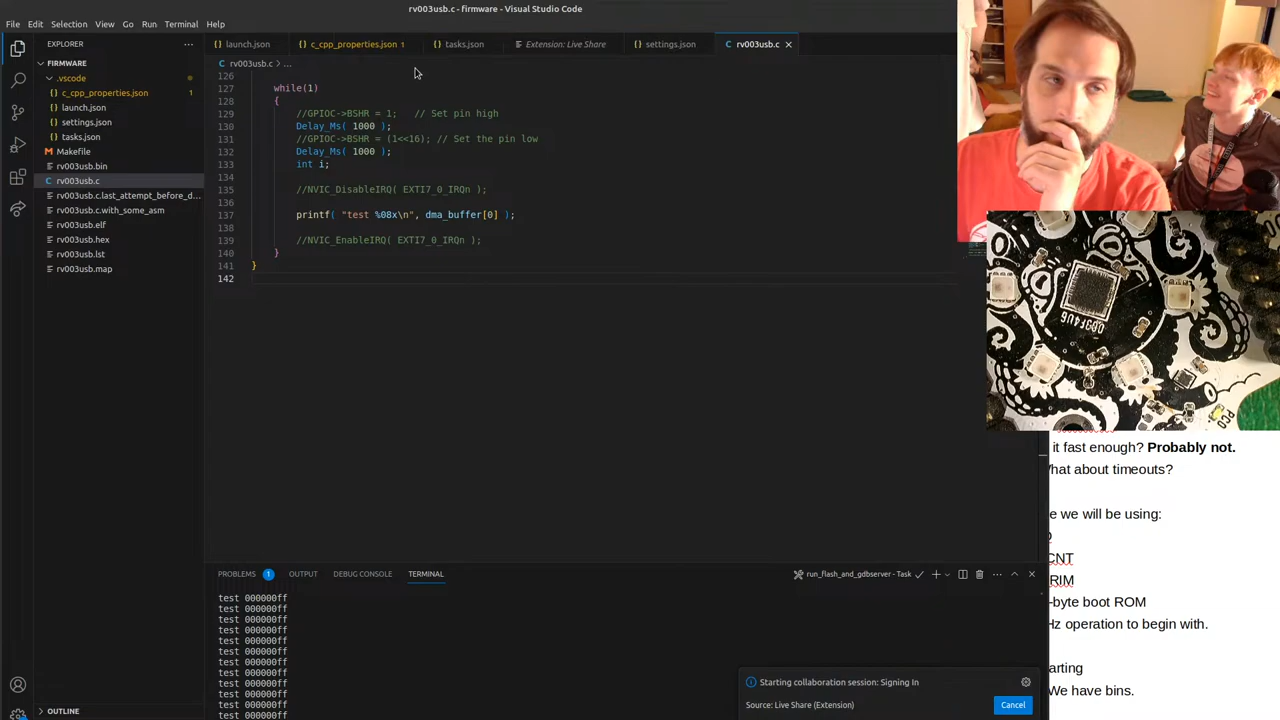 rv003usb.c - firmware - Visual Studio Code
File Edit Selection View Go Run Terminal Help
EXPLORER
FIRMWARE
.vscode
c_cpp_properties.json 1
launch.json
settings.json
tasks.json
Makefile
rv003usb.bin
rv003usb.c
rv003usb.c.last_attempt_before_d...
rv003usb.c.with_some_asm
rv003usb.elf
rv003usb.hex
rv003usb.lst
rv003usb.map
OUTLINE
launch.json c_cpp_properties.json 1 tasks.json Extension: Live Share settings.json rv003usb.c
rv003usb.c > ...
126
127 while(1)
128 {
129 //GPIOC->BSHR = 1; // Set pin high
130 Delay_Ms( 1000 );
131 //GPIOC->BSHR = (1<<16); // Set the pin low
132 Delay_Ms( 1000 );
133 int i;
134
135 //NVIC_DisableIRQ( EXTI7_0_IRQn );
136
137 printf( "test %08x\n", dma_buffer[0] );
138
139 //NVIC_EnableIRQ( EXTI7_0_IRQn );
140 }
141 }
142
PROBLEMS 1 OUTPUT DEBUG CONSOLE TERMINAL
run_flash_and_gdbserver - Task
test 000000ff
test 000000ff
test 000000ff
test 000000ff
test 000000ff
test 000000ff
test 000000ff
test 000000ff
test 000000ff
test 000000ff
test 000000ff
test 000000ff
Starting collaboration session: Signing In
Source: Live Share (Extension)
Cancel
PC0
it fast enough? Probably not.
hat about timeouts?
e we will be using:
CNT
RIM
-byte boot ROM
Hz operation to begin with.
arting
We have bins.